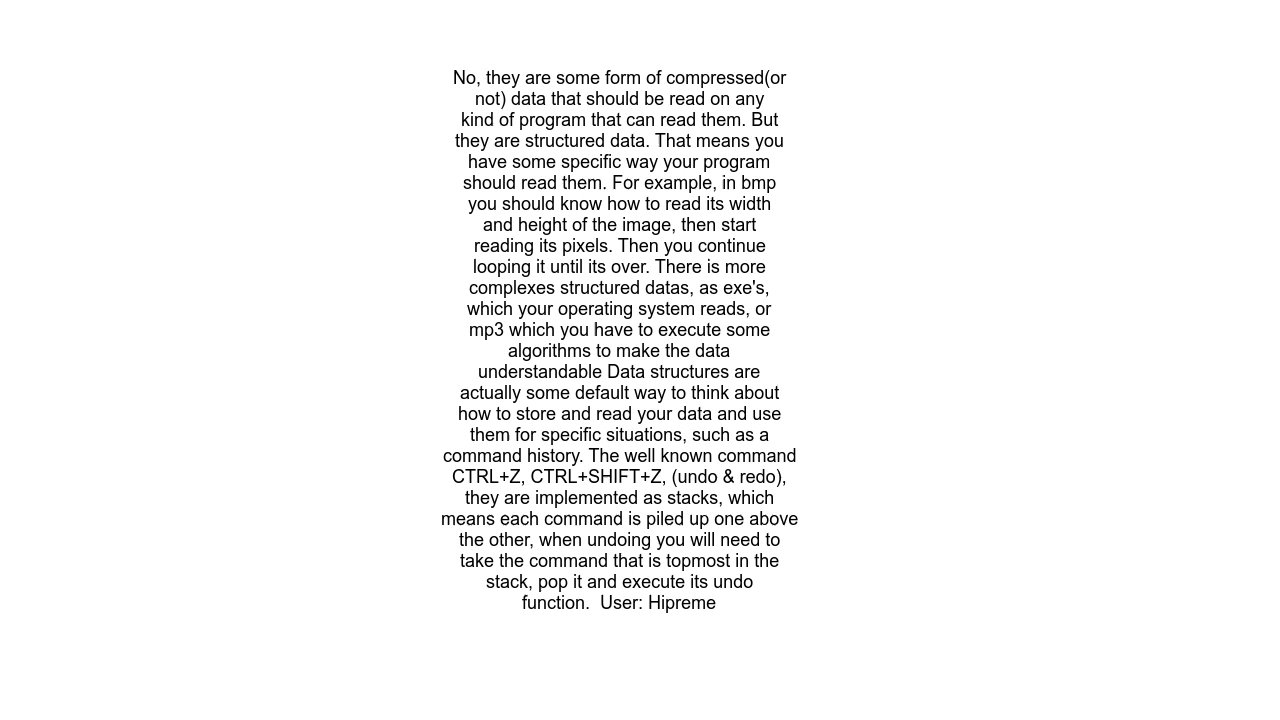 No, they are some form of compressed(or
not) data that should be read on any
kind of program that can read them. But
they are structured data. That means you
have some specific way your program
should read them. For example, in bmp
you should know how to read its width
and height of the image, then start
reading its pixels. Then you continue
looping it until its over. There is more
complexes structured datas, as exe's,
which your operating system reads, or
mp3 which you have to execute some
algorithms to make the data
understandable Data structures are
actually some default way to think about
how to store and read your data and use
them for specific situations, such as a
command history. The well known command
CTRL+Z, CTRL+SHIFT+Z, (undo & redo),
they are implemented as stacks, which
means each command is piled up one above
the other, when undoing you will need to
take the command that is topmost in the
stack, pop it and execute its undo
function.  User: Hipreme